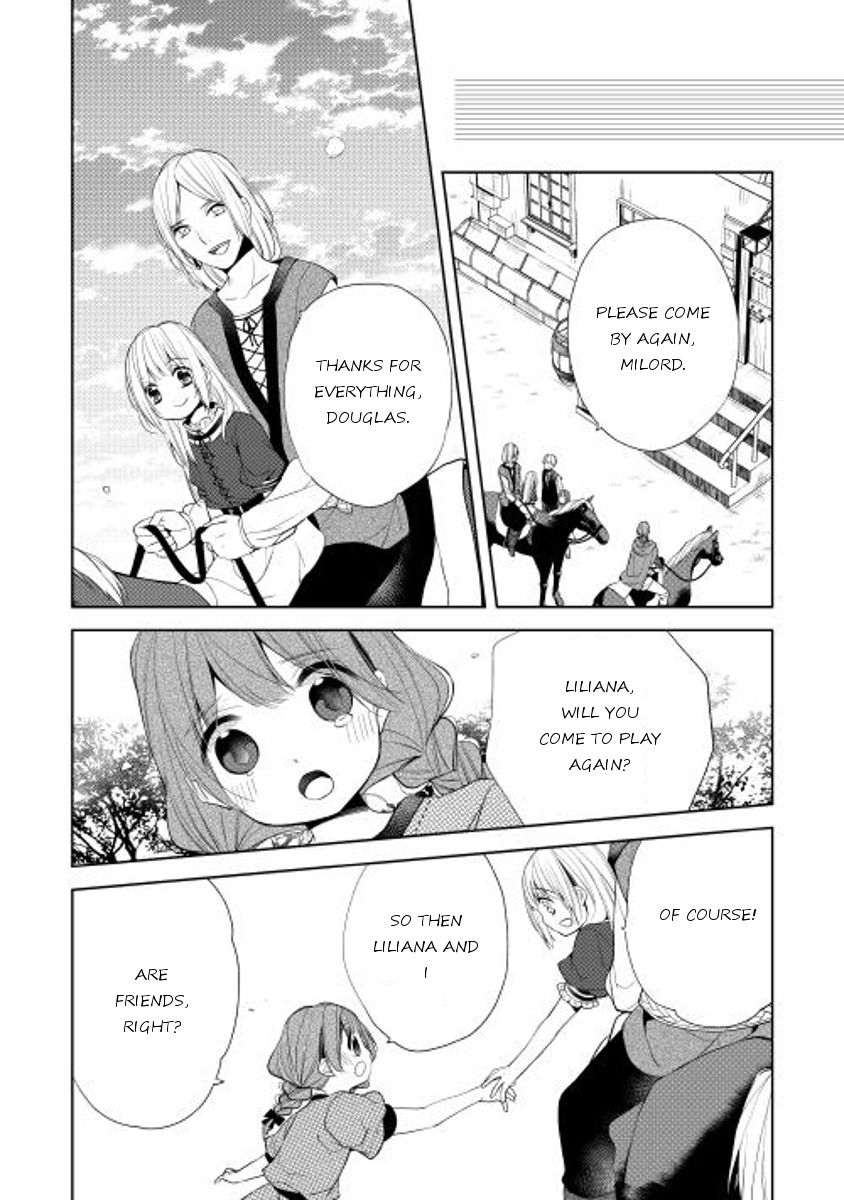 PLEASE COME
BY AGAIN,
MILORD.
THANKS FOR
EVERYTHING,
DOUGLAS.
LILIANA,
WILL YOU
COME TO PLAY
AGAIN?
OF COURSE!
SO THEN
LILIANA AND
I
ARE
FRIENDS,
RIGHT?